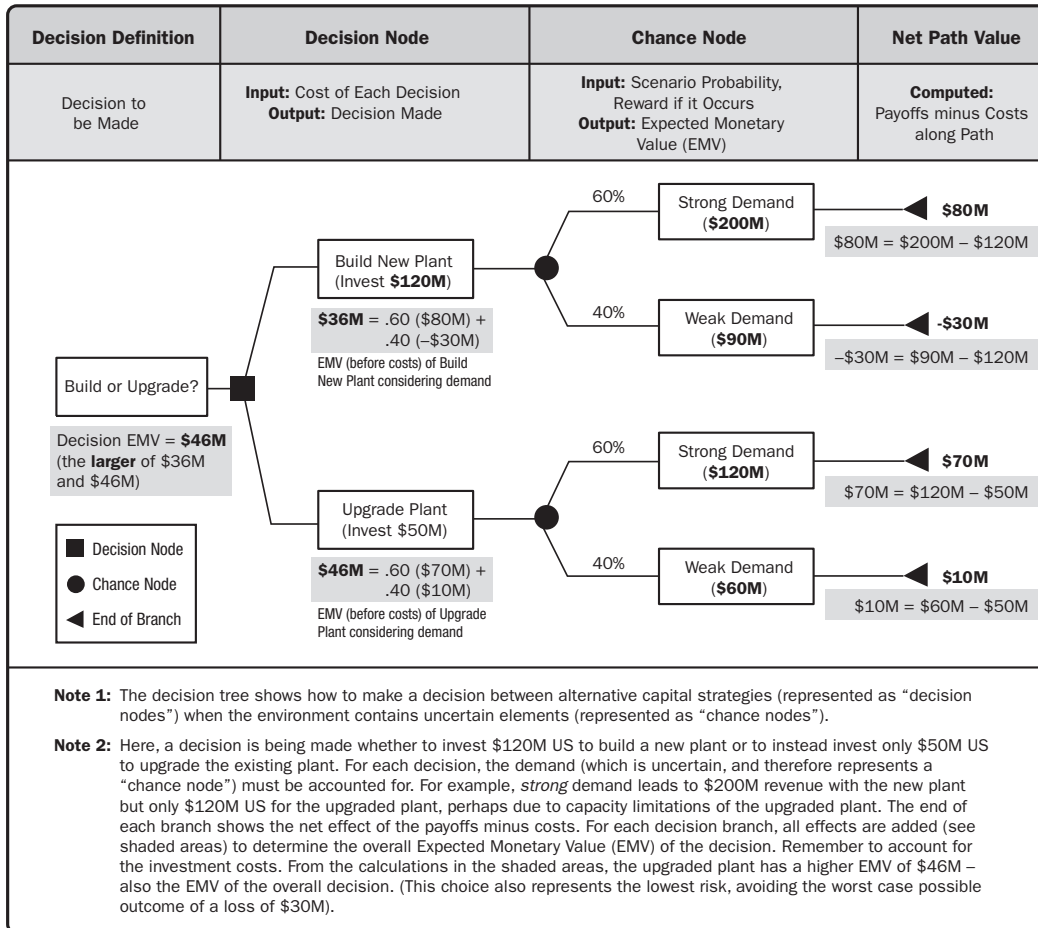 Decision Definition
Decision Node
Chance Node
Net Path Value
Decision to
be Made
Input: Cost of Each Decision
Output: Decision Made
Input: Scenario Probability,
Reward if it Occurs
Output: Expected Monetary
Value (EMV)
Computed:
Payoffs minus Costs
along Path
Build or Upgrade?
Decision EMV = $46M
(the larger of $36M
and $46M)
Decision Node
Chance Node
End of Branch
Build New Plant
(Invest $120M)
$36M = .60 ($80M) +
.40 (–$30M)
EMV (before costs) of Build
New Plant considering demand
60%
Strong Demand
($200M)
$80M
$80M = $200M – $120M
40%
Weak Demand
($90M)
-$30M
–$30M = $90M – $120M
Upgrade Plant
(Invest $50M)
$46M = .60 ($70M) +
.40 ($10M)
EMV (before costs) of Upgrade
Plant considering demand
60%
Strong Demand
($120M)
$70M
$70M = $120M – $50M
40%
Weak Demand
($60M)
$10M
$10M = $60M – $50M
Note 1: The decision tree shows how to make a decision between alternative capital strategies (represented as “decision
nodes”) when the environment contains uncertain elements (represented as “chance nodes”).
Note 2: Here, a decision is being made whether to invest $120M US to build a new plant or to instead invest only $50M US
to upgrade the existing plant. For each decision, the demand (which is uncertain, and therefore represents a
“chance node”) must be accounted for. For example, strong demand leads to $200M revenue with the new plant
but only $120M US for the upgraded plant, perhaps due to capacity limitations of the upgraded plant. The end of
each branch shows the net effect of the payoffs minus costs. For each decision branch, all effects are added (see
shaded areas) to determine the overall Expected Monetary Value (EMV) of the decision. Remember to account for
the investment costs. From the calculations in the shaded areas, the upgraded plant has a higher EMV of $46M –
also the EMV of the overall decision. (This choice also represents the lowest risk, avoiding the worst case possible
outcome of a loss of $30M).